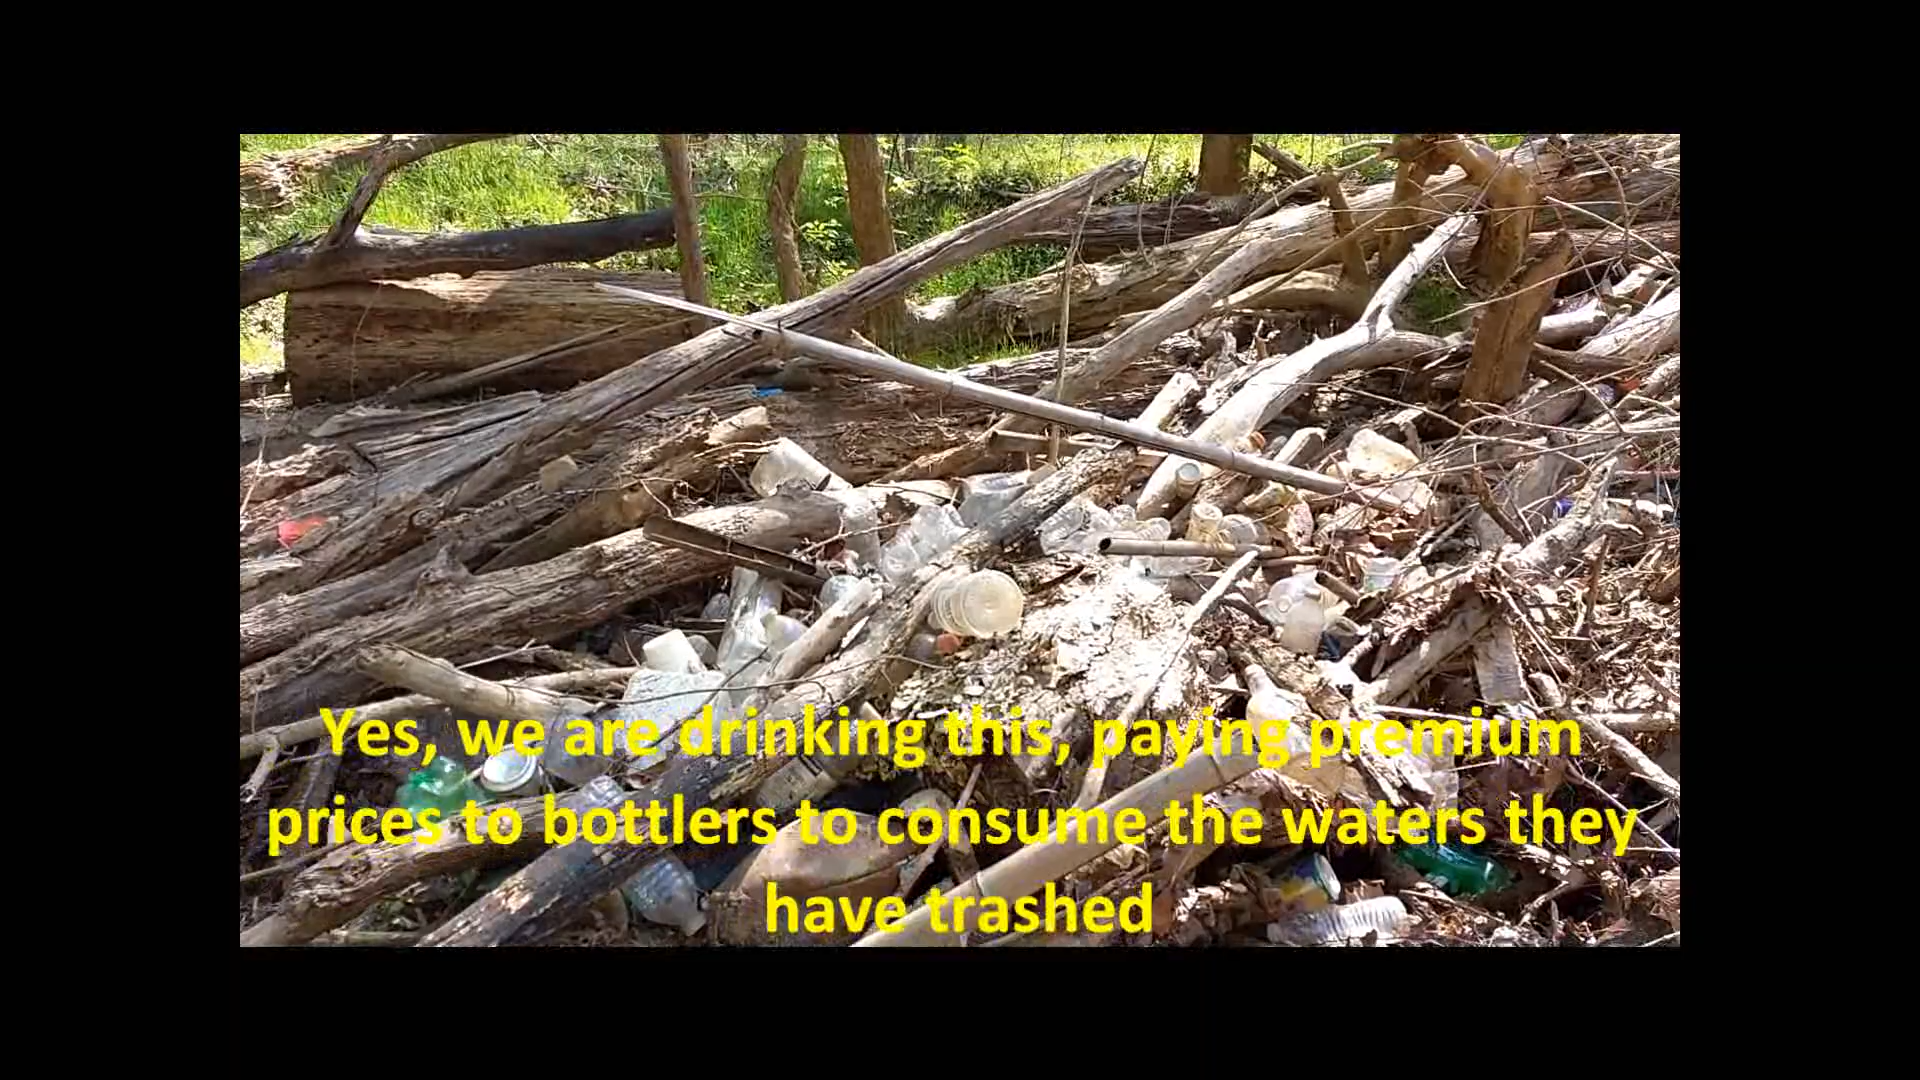 Yes, we are drinking this, paying premium
prices to bottlers to consume the waters they
have trashed